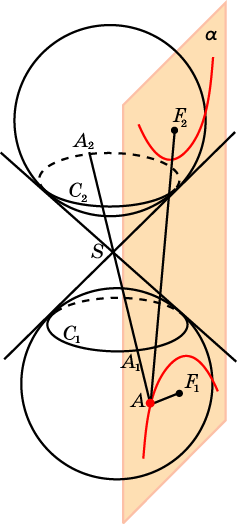 α
F₂
A₂
C₂
S
C₁
A₁
F₁
A